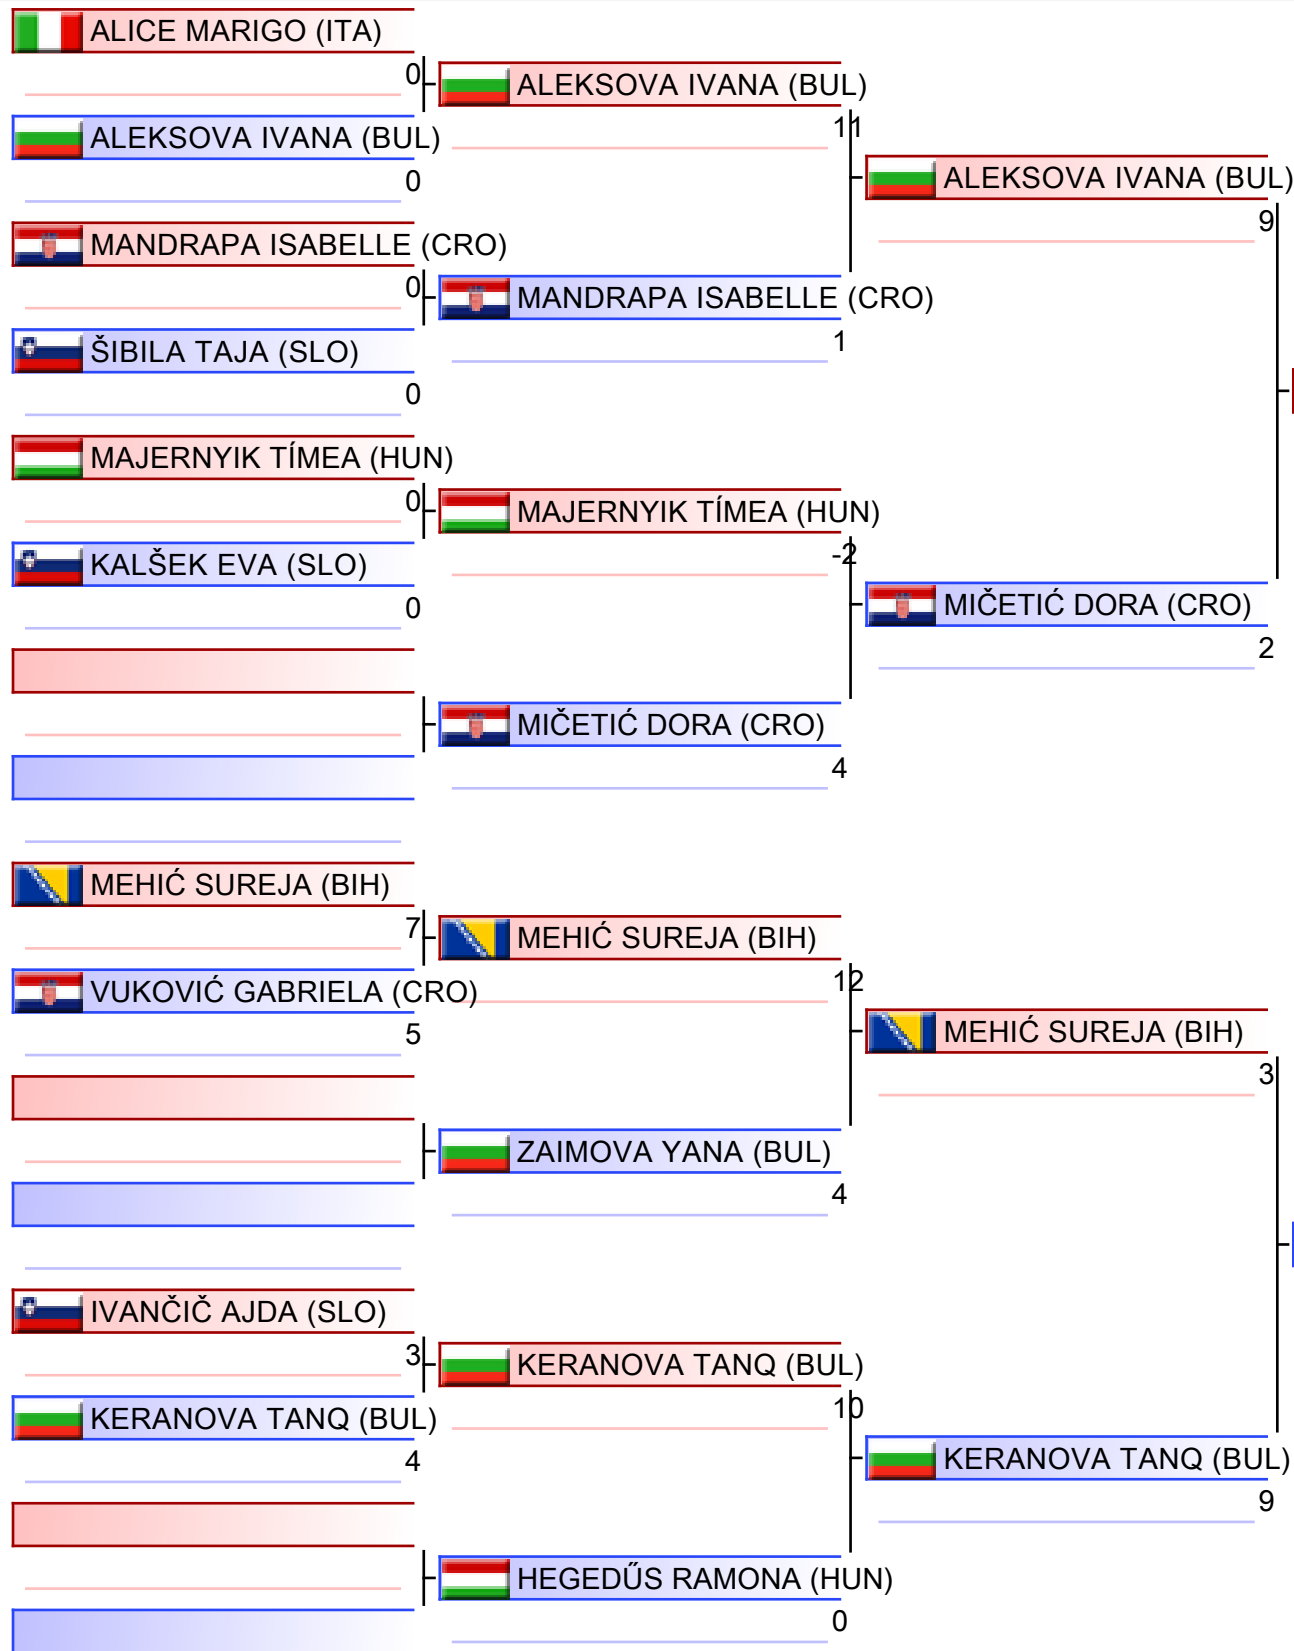 ALICE MARIGO (ITA)
0
ALEKSOVA IVANA (BUL)
0
MANDRAPA ISABELLE (CRO)
0
ŠIBILA TAJA (SLO)
0
MAJERNYIK TÍMEA (HUN)
0
KALŠEK EVA (SLO)
0
MEHIĆ SUREJA (BIH)
7
VUKOVIĆ GABRIELA (CRO)
5
IVANČIČ AJDA (SLO)
3
KERANOVA TANQ (BUL)
4
ALEKSOVA IVANA (BUL)
11
MANDRAPA ISABELLE (CRO)
1
MAJERNYIK TÍMEA (HUN)
-2
MIČETIĆ DORA (CRO)
4
MEHIĆ SUREJA (BIH)
12
ZAIMOVA YANA (BUL)
4
KERANOVA TANQ (BUL)
10
HEGEDŰS RAMONA (HUN)
0
ALEKSOVA IVANA (BUL)
9
MIČETIĆ DORA (CRO)
2
MEHIĆ SUREJA (BIH)
3
KERANOVA TANQ (BUL)
9